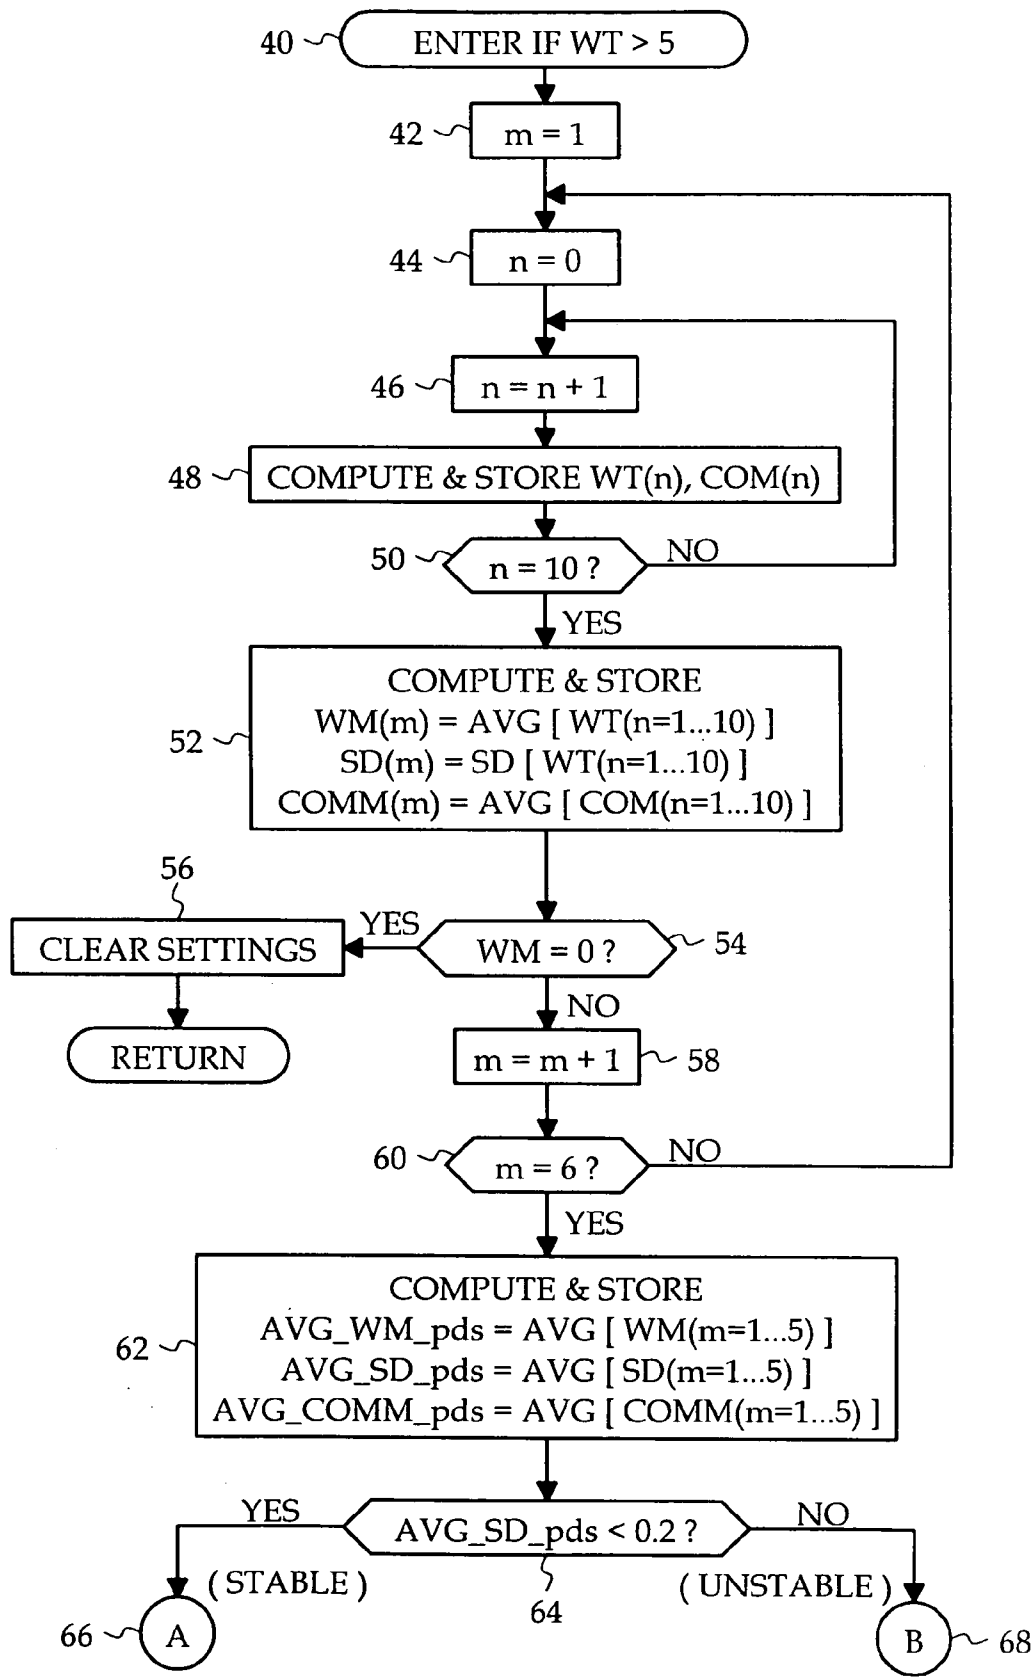 40
ENTER IF WT > 5
42
m = 1
44
n = 0
46
n = n + 1
48
COMPUTE & STORE WT(n), COM(n)
50
n = 10 ?
NO
YES
52
COMPUTE & STORE
WM(m) = AVG [ WT(n=1...10) ]
SD(m) = SD [ WT(n=1...10) ]
COMM(m) = AVG [ COM(n=1...10) ]
56
CLEAR SETTINGS
YES
WM = 0 ?
54
NO
RETURN
m = m + 1
58
60
m = 6 ?
NO
YES
62
COMPUTE & STORE
AVG_WM_pds = AVG [ WM(m=1...5) ]
AVG_SD_pds = AVG [ SD(m=1...5) ]
AVG_COMM_pds = AVG [ COMM(m=1...5) ]
YES
AVG_SD_pds < 0.2 ?
NO
( STABLE )
64
( UNSTABLE )
66
A
B
68